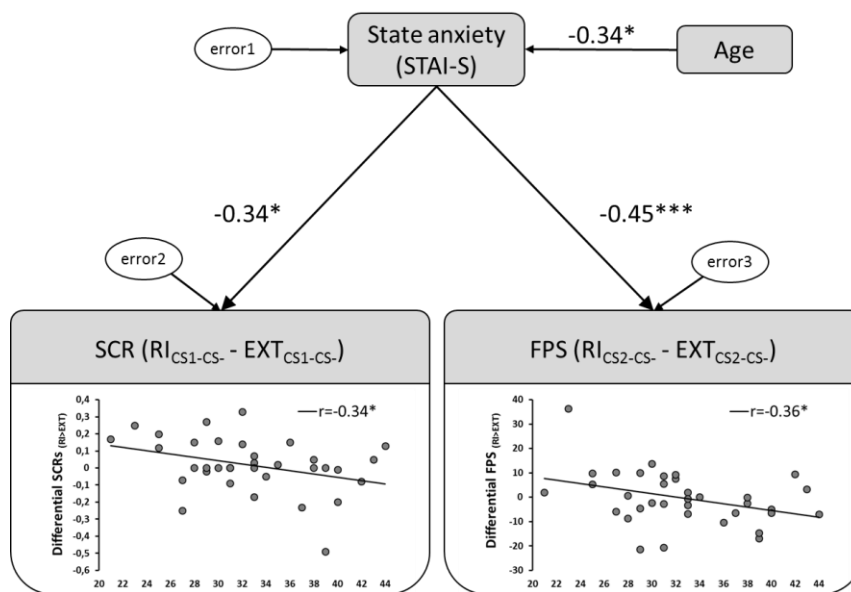 error1
State anxiety
(STAI-S)
-0.34*
Age
-0.34*
-0.45***
error2
error3
SCR (RICS1-CS- - EXTCS1-CS-)
FPS (RICS2-CS- - EXTCS2-CS-)
Differential SCRs (RI>EXT)
0,4
0,3
0,2
0,1
0
-0,1
-0,2
-0,3
-0,4
-0,5
-0,6
r=-0.34*
20 22 24 26 28 30 32 34 36 38 40 42 44
Differential FPS (RI>EXT)
40
30
20
10
0
-10
-20
-30
r=-0.36*
20 22 24 26 28 30 32 34 36 38 40 42 44